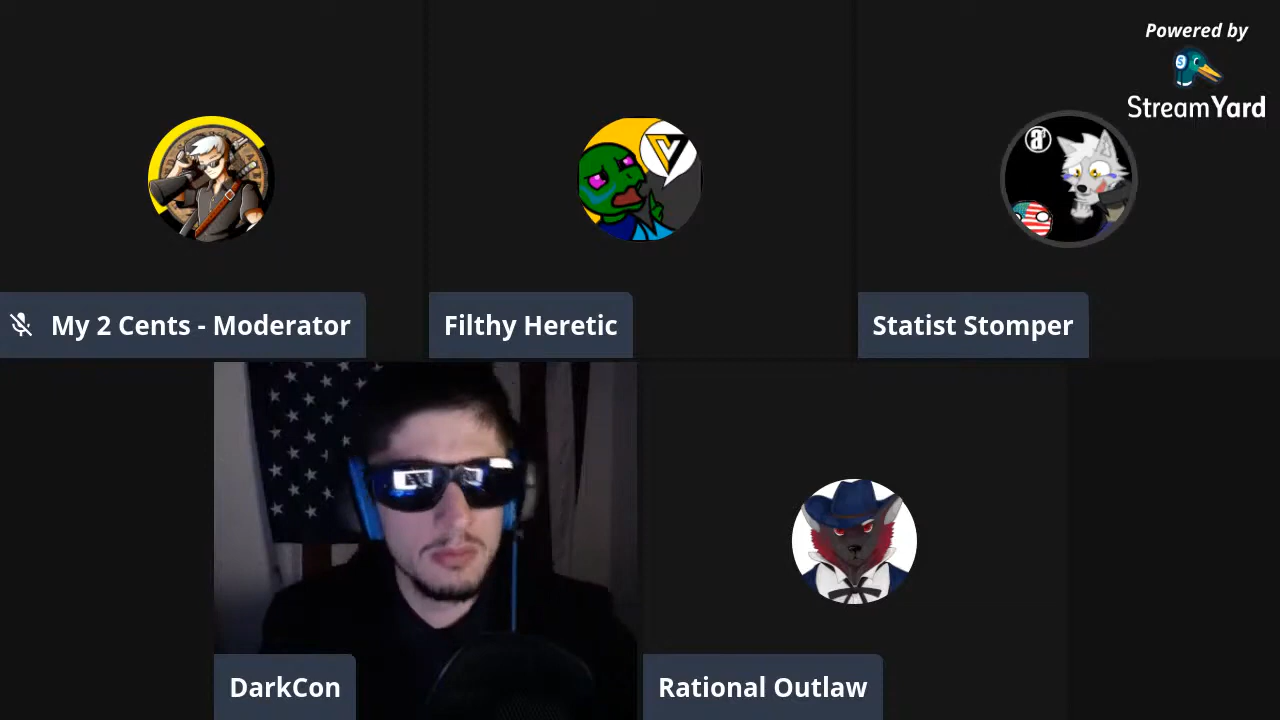 Powered by
StreamYard
My 2 Cents - Moderator
Filthy Heretic
Statist Stomper
DarkCon
Rational Outlaw